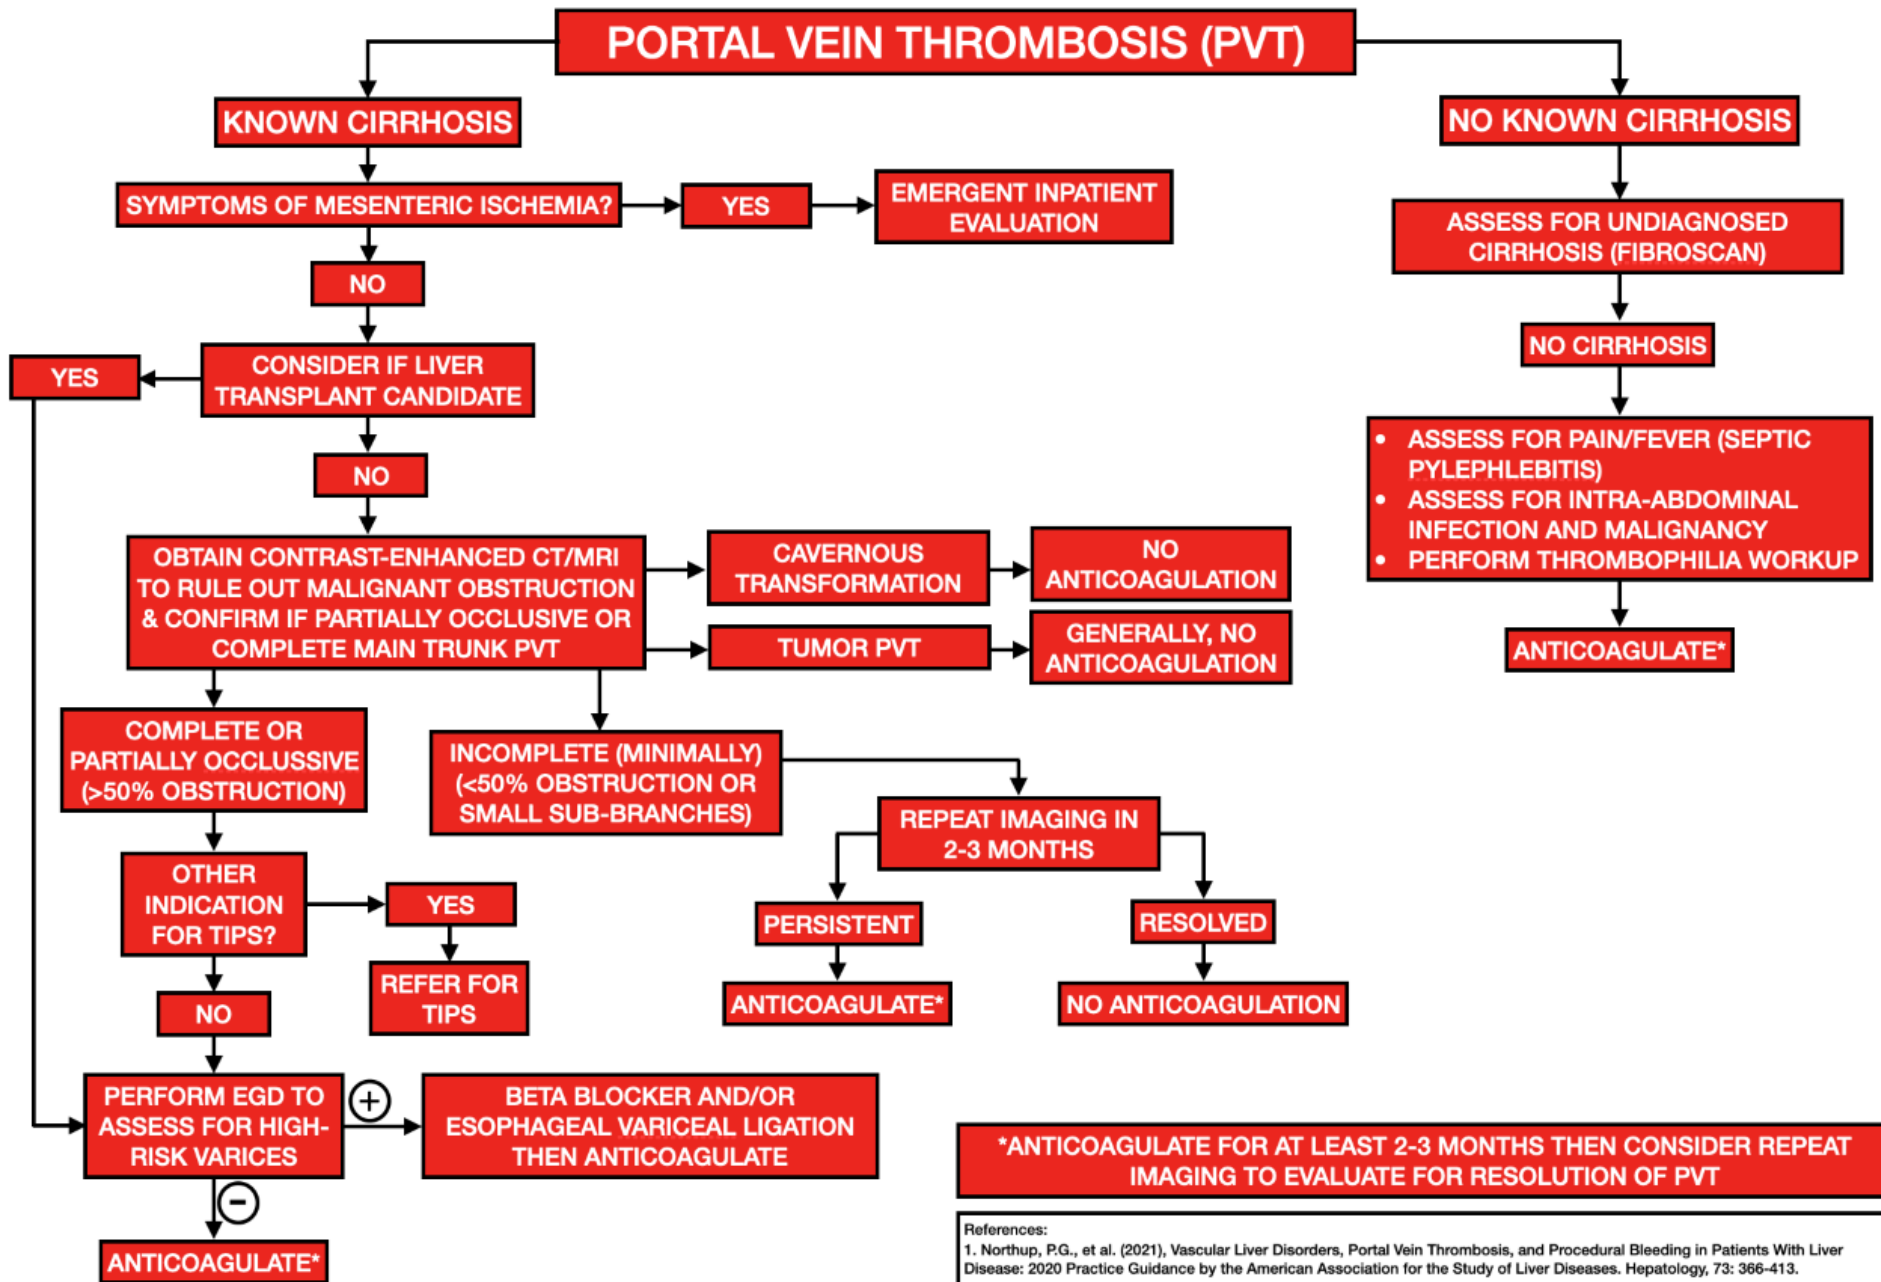 PORTAL VEIN THROMBOSIS (PVT)
KNOWN CIRRHOSIS
NO KNOWN CIRRHOSIS
SYMPTOMS OF MESENTERIC ISCHEMIA?
YES
EMERGENT INPATIENT
EVALUATION
ASSESS FOR UNDIAGNOSED
CIRRHOSIS (FIBROSCAN)
NO
NO CIRRHOSIS
YES
CONSIDER IF LIVER
TRANSPLANT CANDIDATE
NO
• ASSESS FOR PAIN/FEVER (SEPTIC
PYLEPHLEBITIS)
• ASSESS FOR INTRA-ABDOMINAL
INFECTION AND MALIGNANCY
• PERFORM THROMBOPHILIA WORKUP
ANTICOAGULATE*
OBTAIN CONTRAST-ENHANCED CT/MRI
TO RULE OUT MALIGNANT OBSTRUCTION
& CONFIRM IF PARTIALLY OCCLUSIVE OR
COMPLETE MAIN TRUNK PVT
CAVERNOUS
TRANSFORMATION
NO
ANTICOAGULATION
TUMOR PVT
GENERALLY, NO
ANTICOAGULATION
COMPLETE OR
PARTIALLY OCCLUSSIVE
(>50% OBSTRUCTION)
INCOMPLETE (MINIMALLY)
(<50% OBSTRUCTION OR
SMALL SUB-BRANCHES)
REPEAT IMAGING IN
2-3 MONTHS
OTHER
INDICATION
FOR TIPS?
YES
REFER FOR
TIPS
PERSISTENT
RESOLVED
ANTICOAGULATE*
NO ANTICOAGULATION
NO
PERFORM EGD TO
ASSESS FOR HIGH-
RISK VARICES
+
BETA BLOCKER AND/OR
ESOPHAGEAL VARICEAL LIGATION
THEN ANTICOAGULATE
-
ANTICOAGULATE*
*ANTICOAGULATE FOR AT LEAST 2-3 MONTHS THEN CONSIDER REPEAT
IMAGING TO EVALUATE FOR RESOLUTION OF PVT
References:
1. Northup, P.G., et al. (2021), Vascular Liver Disorders, Portal Vein Thrombosis, and Procedural Bleeding in Patients With Liver
Disease: 2020 Practice Guidance by the American Association for the Study of Liver Diseases. Hepatology, 73: 366-413.